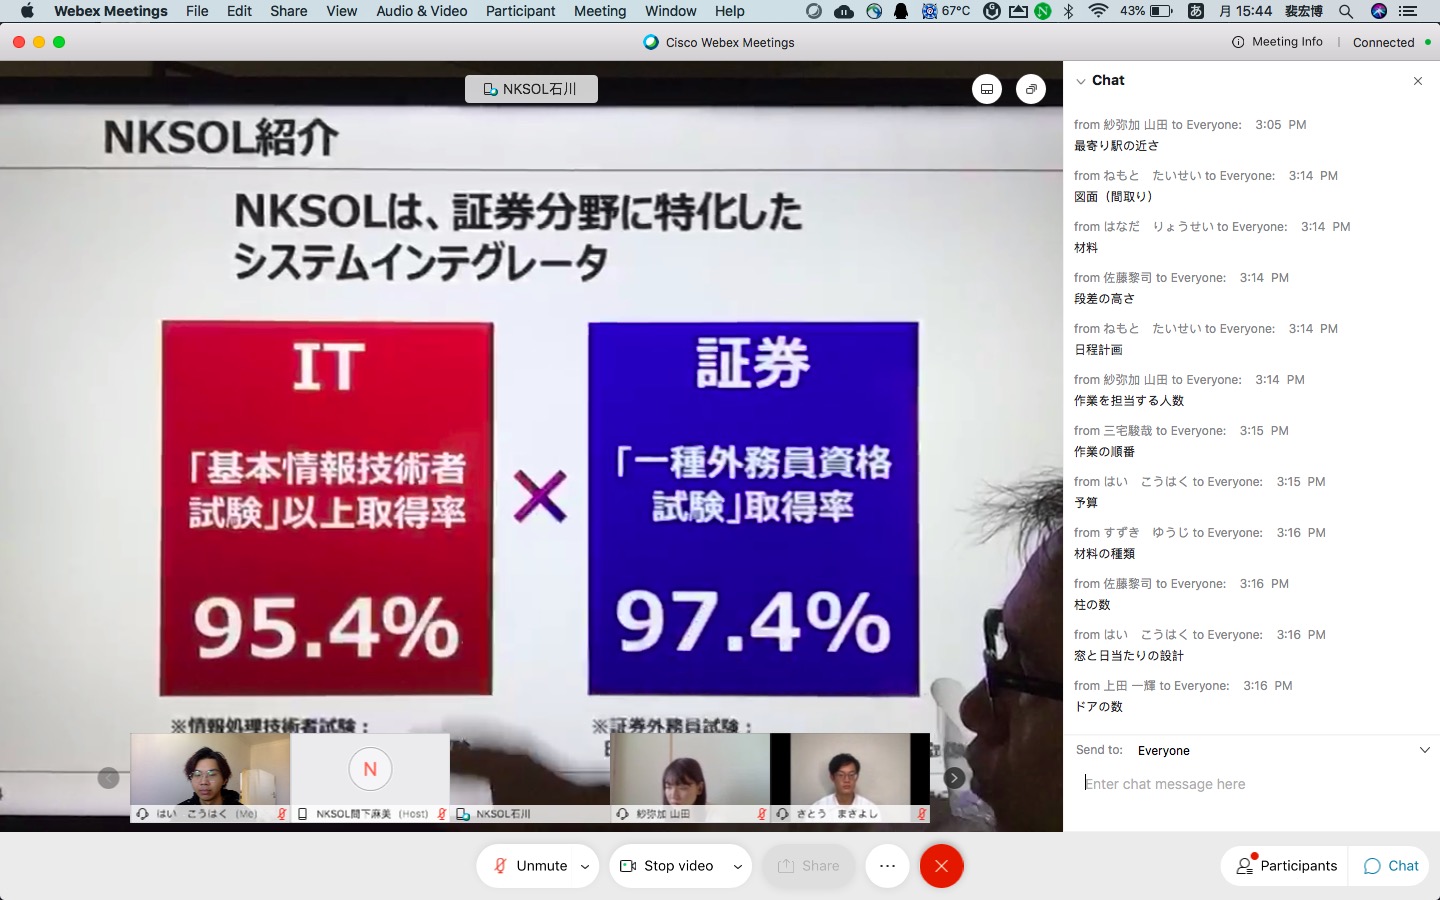 Webex Meetings File Edit Share View Audio & Video Participant Meeting Window Help 67°C 43% あ 月 15:44 裴宏博
Cisco Webex Meetings
Meeting Info Connected
NKSOL石川
NKSOL紹介
NKSOLは、証券分野に特化した
システムインテグレータ
IT
「基本情報技術者
試験」以上取得率
95.4%
×
証券
「一種外務員資格
試験」取得率
97.4%
※情報処理技術者試験：
※証券外務員試験：
N
はい こうはく (Me)
NKSOL間下麻美 (Host)
NKSOL石川
紗弥加 山田
さとう まさよし
Chat
from 紗弥加 山田 to Everyone: 3:05 PM
最寄り駅の近さ
from ねもと たいせい to Everyone: 3:14 PM
図面（間取り）
from はなだ りょうせい to Everyone: 3:14 PM
材料
from 佐藤黎司 to Everyone: 3:14 PM
段差の高さ
from ねもと たいせい to Everyone: 3:14 PM
日程計画
from 紗弥加 山田 to Everyone: 3:14 PM
作業を担当する人数
from 三宅駿哉 to Everyone: 3:15 PM
作業の順番
from はい こうはく to Everyone: 3:15 PM
予算
from すずき ゆうじ to Everyone: 3:16 PM
材料の種類
from 佐藤黎司 to Everyone: 3:16 PM
柱の数
from はい こうはく to Everyone: 3:16 PM
窓と日当たりの設計
from 上田 一輝 to Everyone: 3:16 PM
ドアの数
Send to: Everyone
Enter chat message here
Unmute
Stop video
Share
Participants
Chat